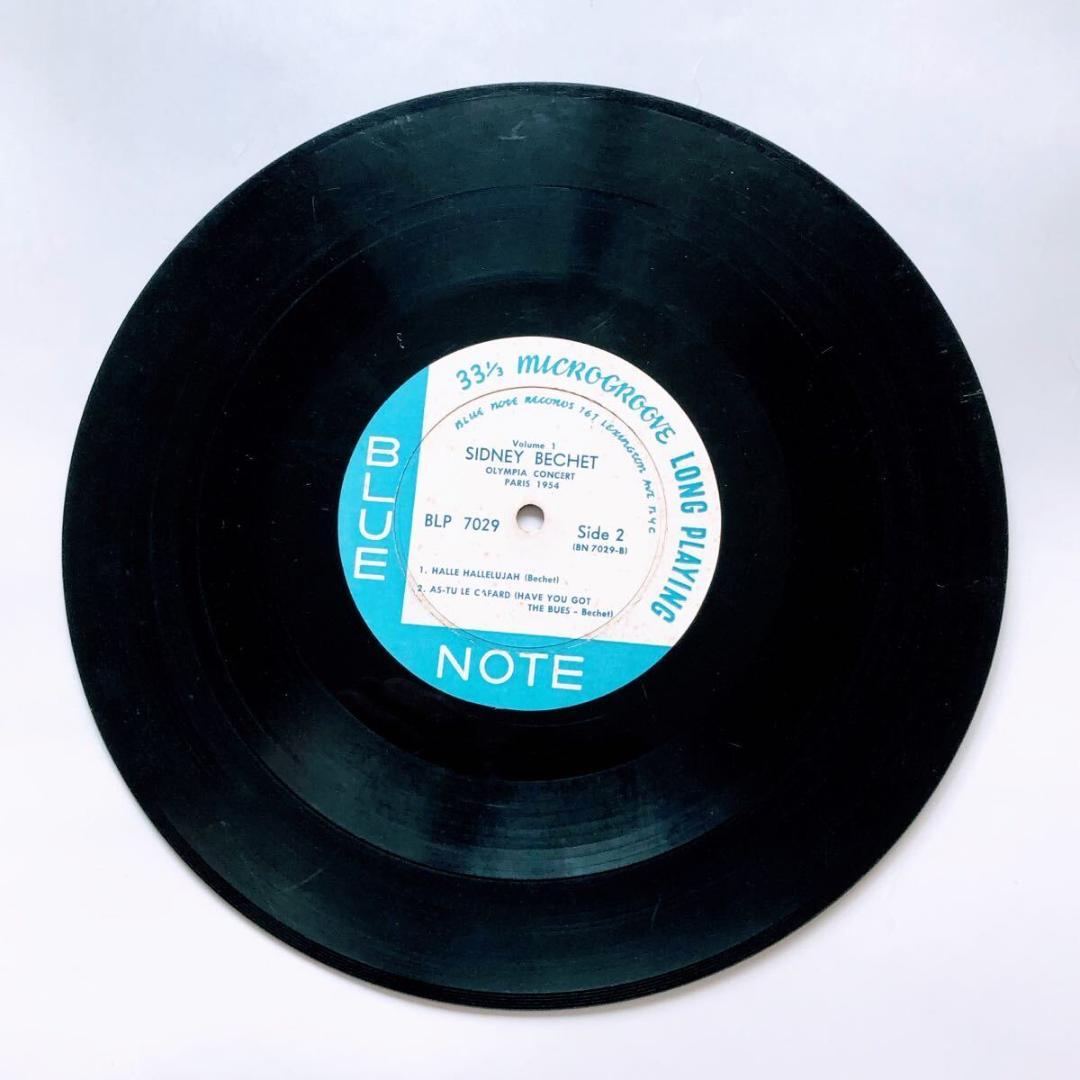 33⅓ MICROGROOVE LONG PLAYING
BLUE NOTE RECORDS 767 LEXINGTON AVE NYC
Volume 1
SIDNEY BECHET
OLYMPIA CONCERT
PARIS 1954
BLP 7029
Side 2
(BN 7029-B)
1. HALLE HALLELUJAH (Bechet)
2. AS-TU LE CAFARD (HAVE YOU GOT
THE BUES - Bechet)
BLUE
NOTE